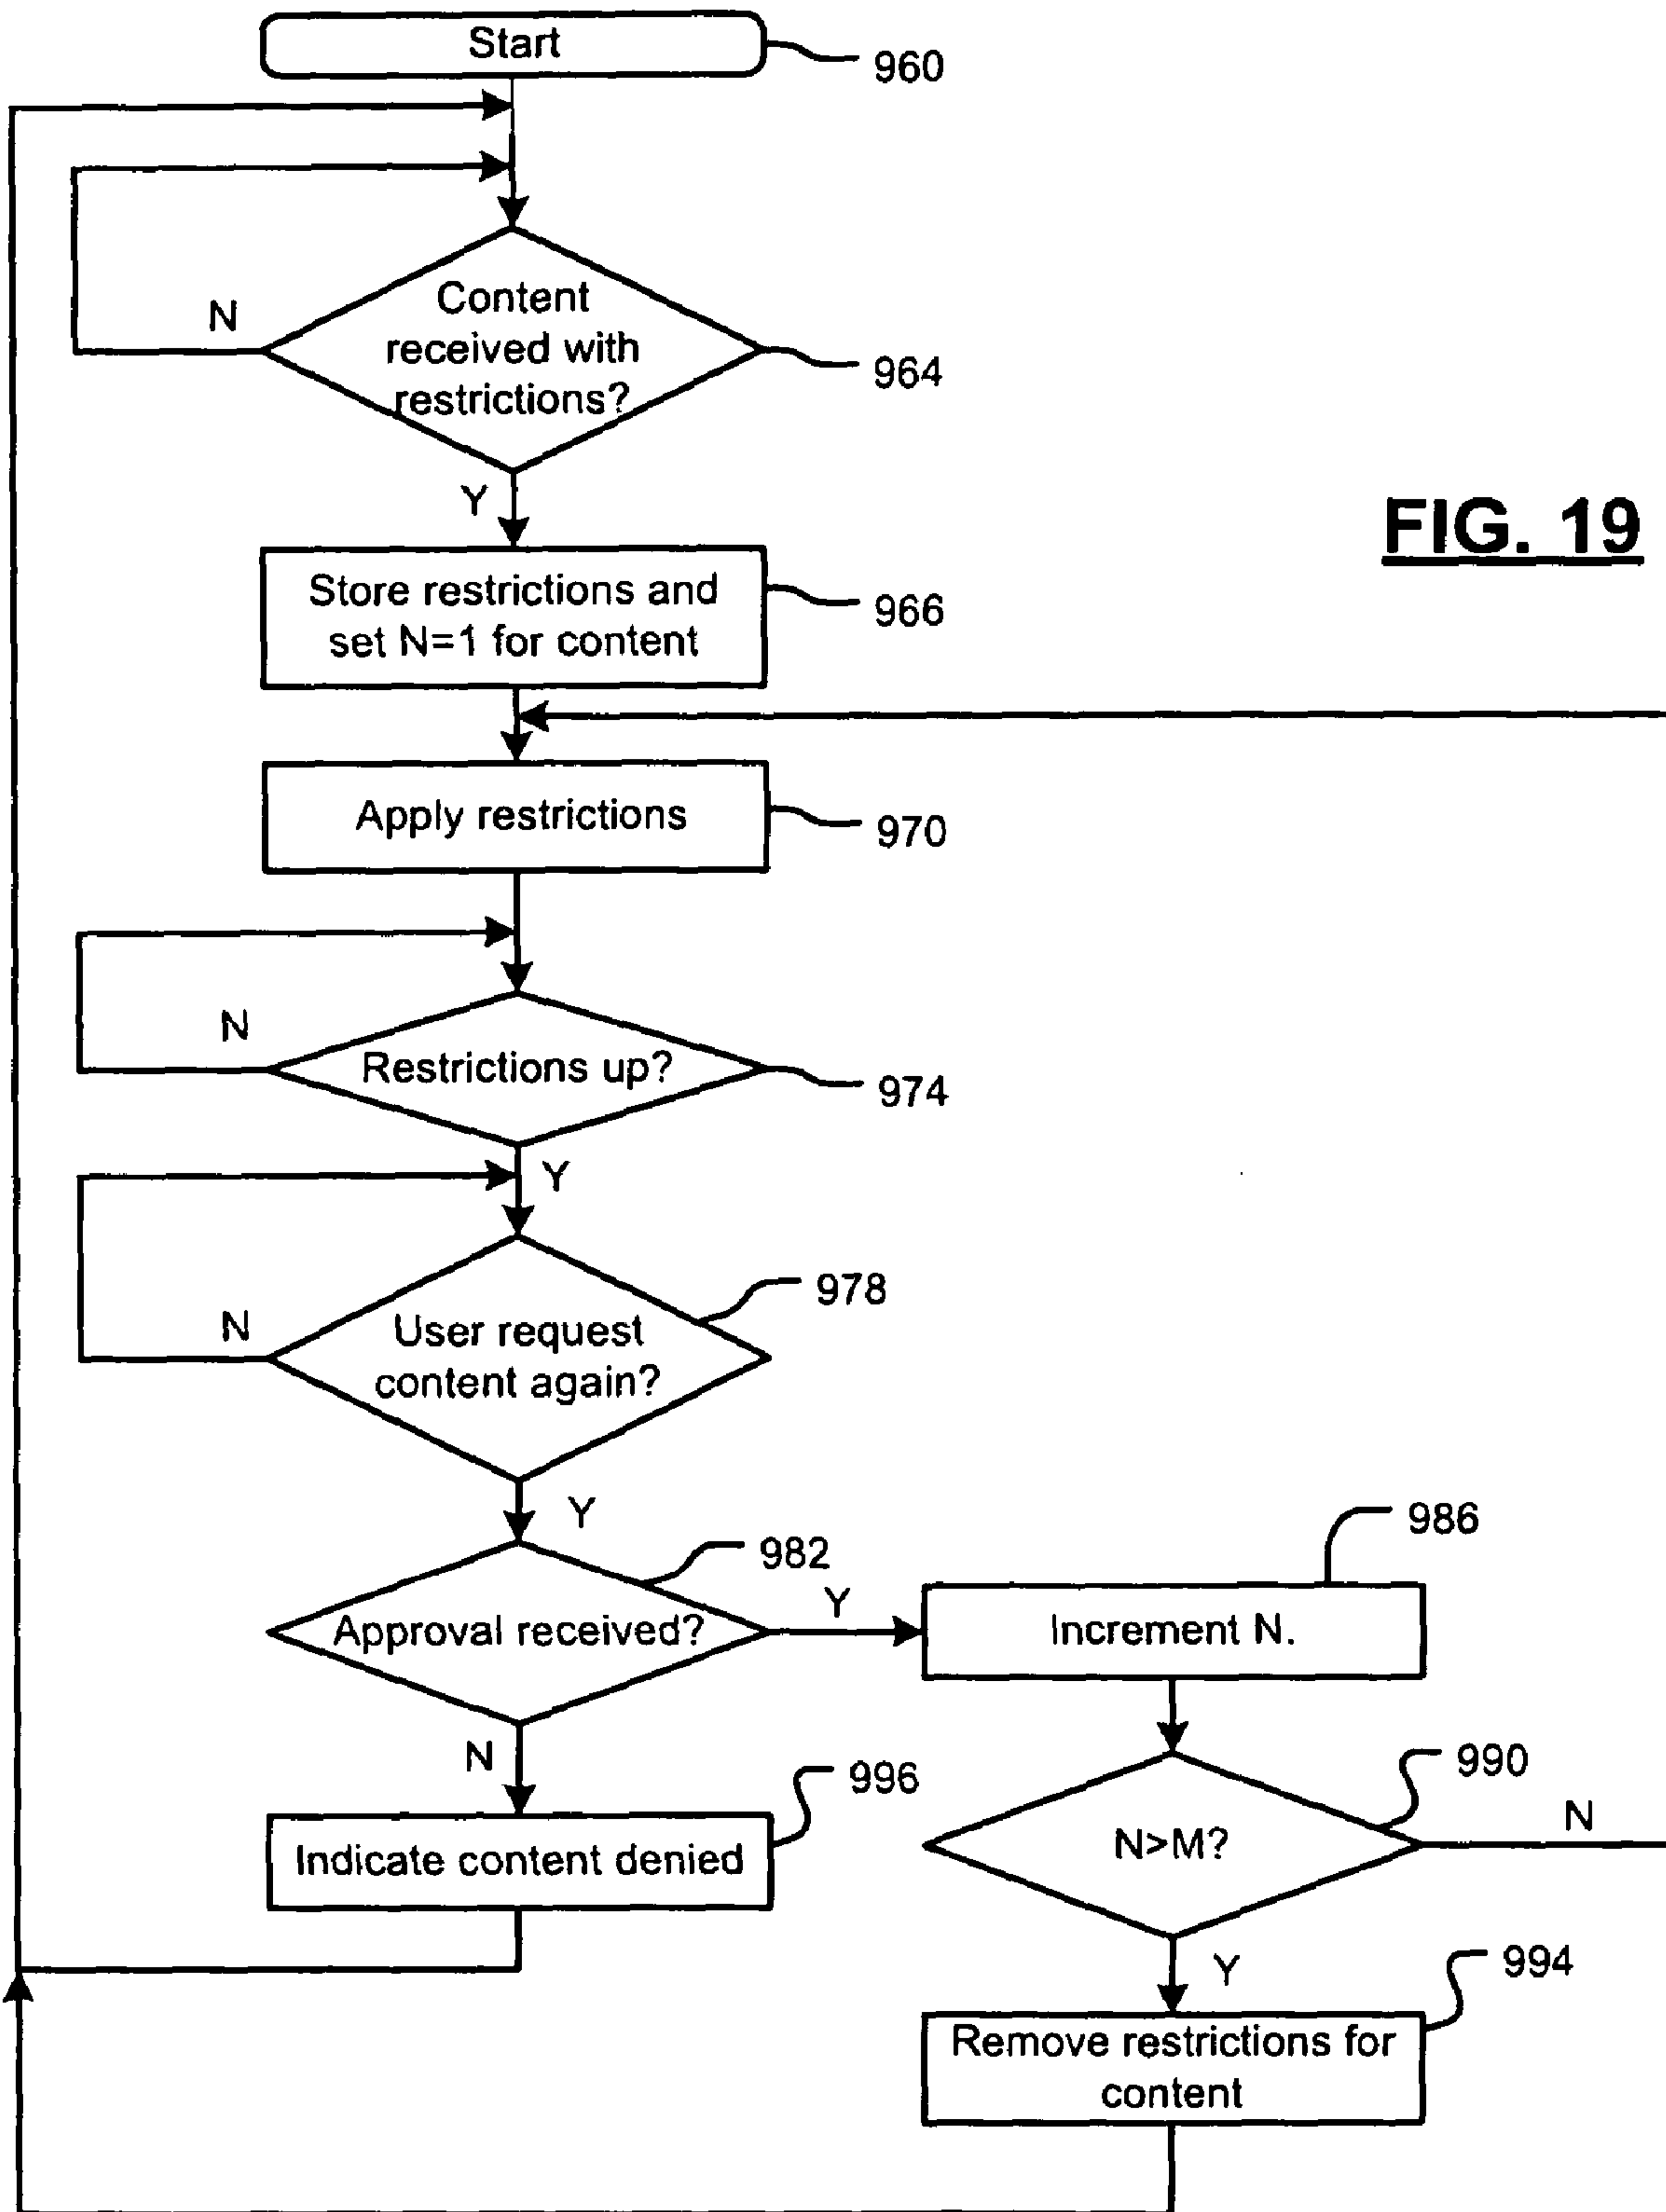 Start
960
N
Content
received with
restrictions?
964
Y
FIG. 19
Store restrictions and
set N=1 for content
966
Apply restrictions
970
N
Restrictions up?
974
Y
978
N
User request
content again?
Y
986
982
Y
Approval received?
Increment N.
N
996
990
N
Indicate content denied
N>M?
Y
994
Remove restrictions for
content